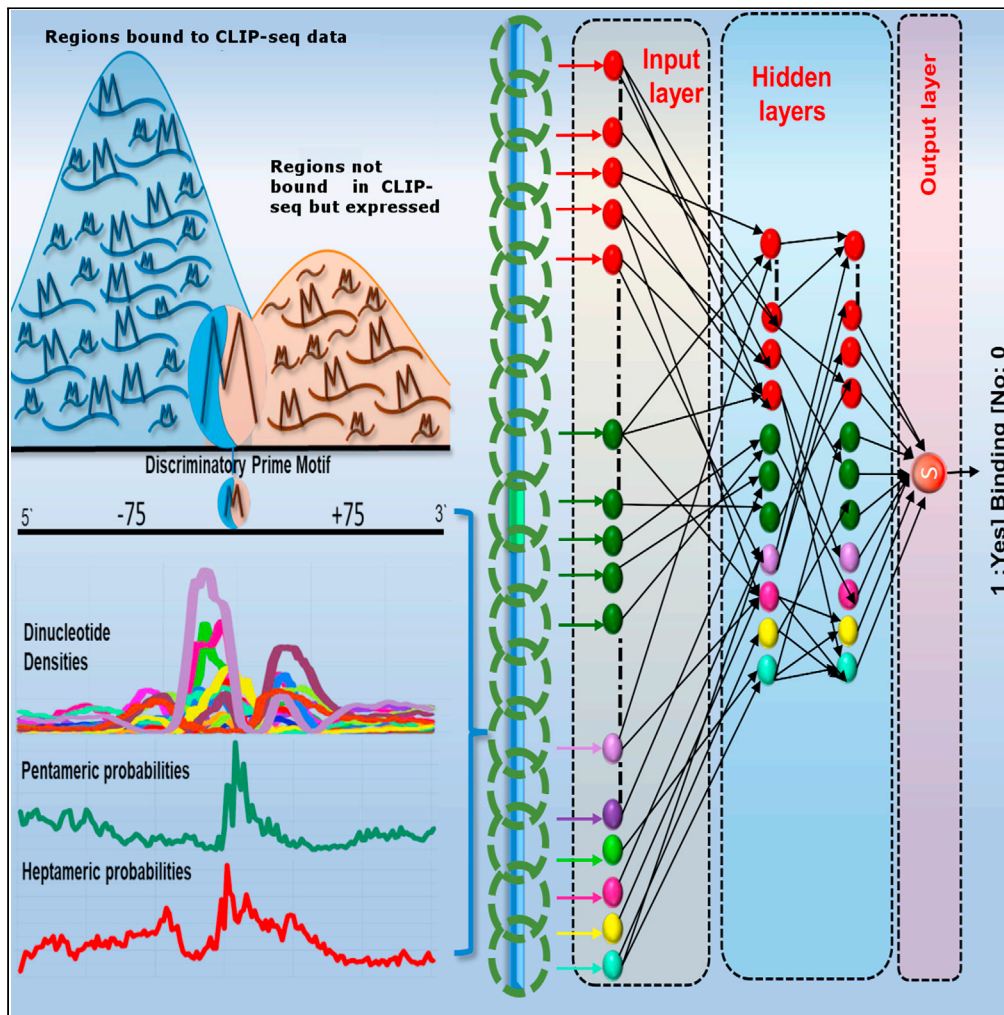 Regions bound to CLIP-seq data
Regions not
bound in CLIP-
seq but expressed
Discriminatory Prime Motif
M
5` -75 +75 3`
Dinucleotide
Densities
Pentameric probabilities
Heptameric probabilities
Input
layer
Hidden
layers
Output layer
S
1 :Yes] Binding [No: 0